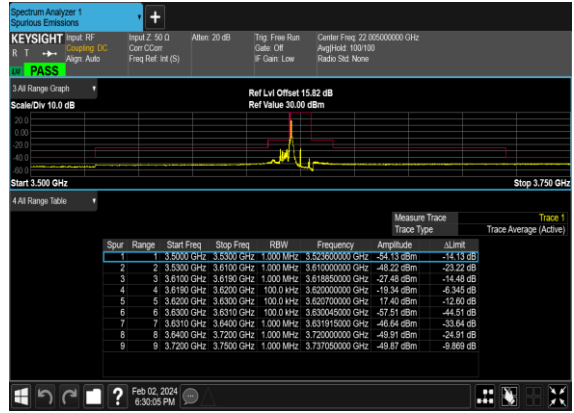 Spectrum Analyzer 1
Spurious Emissions
KEYSIGHT Input: RF Input Z: 50 Ω Atten: 20 dB Trig: Free Run Center Freq: 22.005000000 GHz
R T Coupling: DC Corr CCorr Gate: Off Avg|Hold: 100/100
Align: Auto Freq Ref: Int (S) IF Gain: Low Radio Std: None
PASS
3 All Range Graph
Ref Lvl Offset 15.82 dB
Scale/Div 10.0 dB Ref Value 30.00 dBm
20.0
0.00
-20.0
-40.0
-60.0
Start 3.500 GHz Stop 3.750 GHz
4 All Range Table
Measure Trace Trace 1
Trace Type Trace Average (Active)
Spur Range Start Freq Stop Freq RBW Frequency Amplitude ΔLimit
1 1 3.5000 GHz 3.5300 GHz 1.000 MHz 3.523600000 GHz -54.13 dBm -14.13 dB
2 2 3.5300 GHz 3.6100 GHz 1.000 MHz 3.610000000 GHz -48.22 dBm -23.22 dB
3 3 3.6100 GHz 3.6190 GHz 1.000 MHz 3.618850000 GHz -27.48 dBm -14.48 dB
4 4 3.6190 GHz 3.6200 GHz 100.0 kHz 3.620000000 GHz -19.34 dBm -6.345 dB
5 5 3.6200 GHz 3.6300 GHz 100.0 kHz 3.620700000 GHz 17.40 dBm -12.60 dB
6 6 3.6300 GHz 3.6310 GHz 100.0 kHz 3.630045000 GHz -57.51 dBm -44.51 dB
7 7 3.6310 GHz 3.6400 GHz 1.000 MHz 3.631915000 GHz -46.64 dBm -33.64 dB
8 8 3.6400 GHz 3.7200 GHz 1.000 MHz 3.720000000 GHz -49.91 dBm -24.91 dB
9 9 3.7200 GHz 3.7500 GHz 1.000 MHz 3.737050000 GHz -49.87 dBm -9.869 dB
Feb 02, 2024
6:30:05 PM